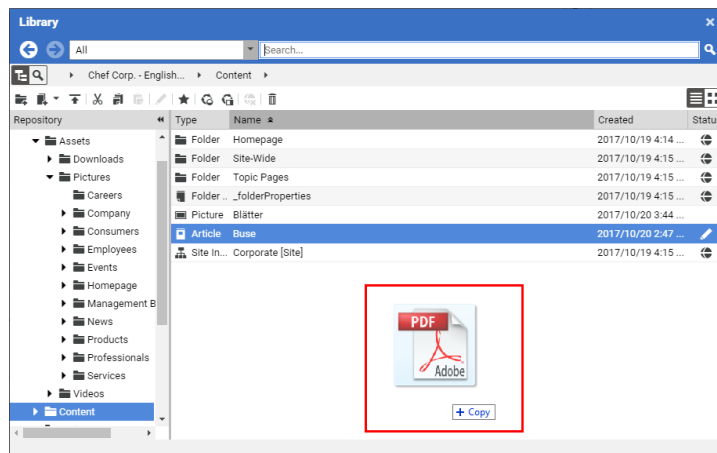 Library
All
Search...
Chef Corp. - English... Content
Repository
Type Name Created Statu
Assets
Downloads
Pictures
Careers
Company
Consumers
Employees
Events
Homepage
Management B
News
Products
Professionals
Services
Videos
Content
Folder Homepage 2017/10/19 4:14 ...
Folder Site-Wide 2017/10/19 4:15 ...
Folder Topic Pages 2017/10/19 4:15 ...
Folder .. _folderProperties 2017/10/19 4:15 ...
Picture Blätter 2017/10/20 3:44 ...
Article Buse 2017/10/20 2:47 ...
Site In... Corporate [Site] 2017/10/19 4:15 ...
PDF
Adobe
+ Copy